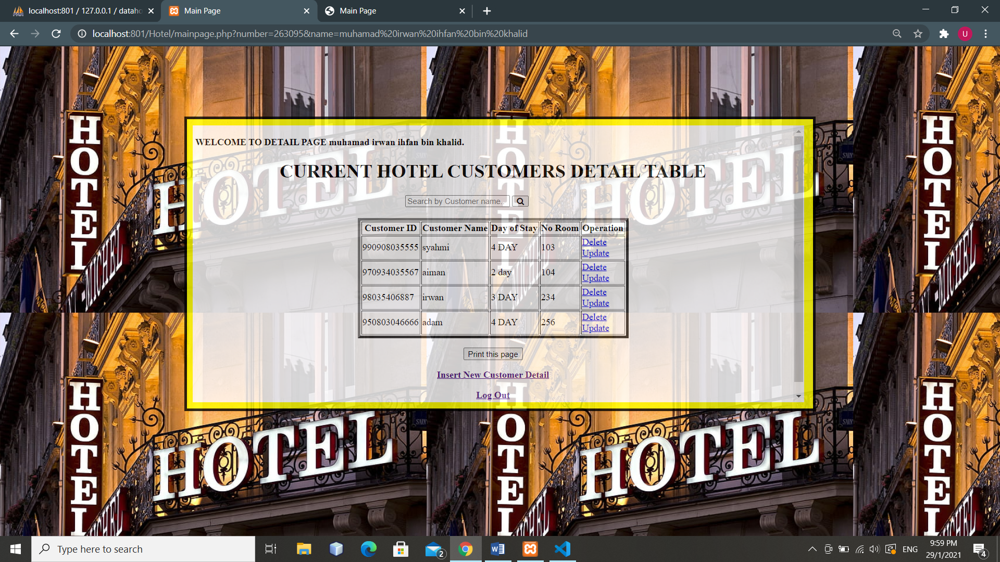 localhost:801 / 127.0.0.1 / dataho
Main Page
Main Page
localhost:801/Hotel/mainpage.php?number=263095&name=muhamad%20irwan%20ihfan%20bin%20khalid
U
WELCOME TO DETAIL PAGE muhamad irwan ihfan bin khalid.
CURRENT HOTEL CUSTOMERS DETAIL TABLE
Search by Customer name..
Customer ID Customer Name Day of Stay No Room Operation
990908035555 syahmi 4 DAY 103 Delete
Update
970934035567 aiman 2 day 104 Delete
Update
98035406887 irwan 3 DAY 234 Delete
Update
950803046666 adam 4 DAY 256 Delete
Update
Print this page
Insert New Customer Detail
Log Out
HOTEL
HOTEL
HOTEL
HOTEL
HOTEL
HOTEL
HOTEL
HOTEL
HOTEL
HOTEL
Type here to search
2
ENG
9:59 PM
29/1/2021
4